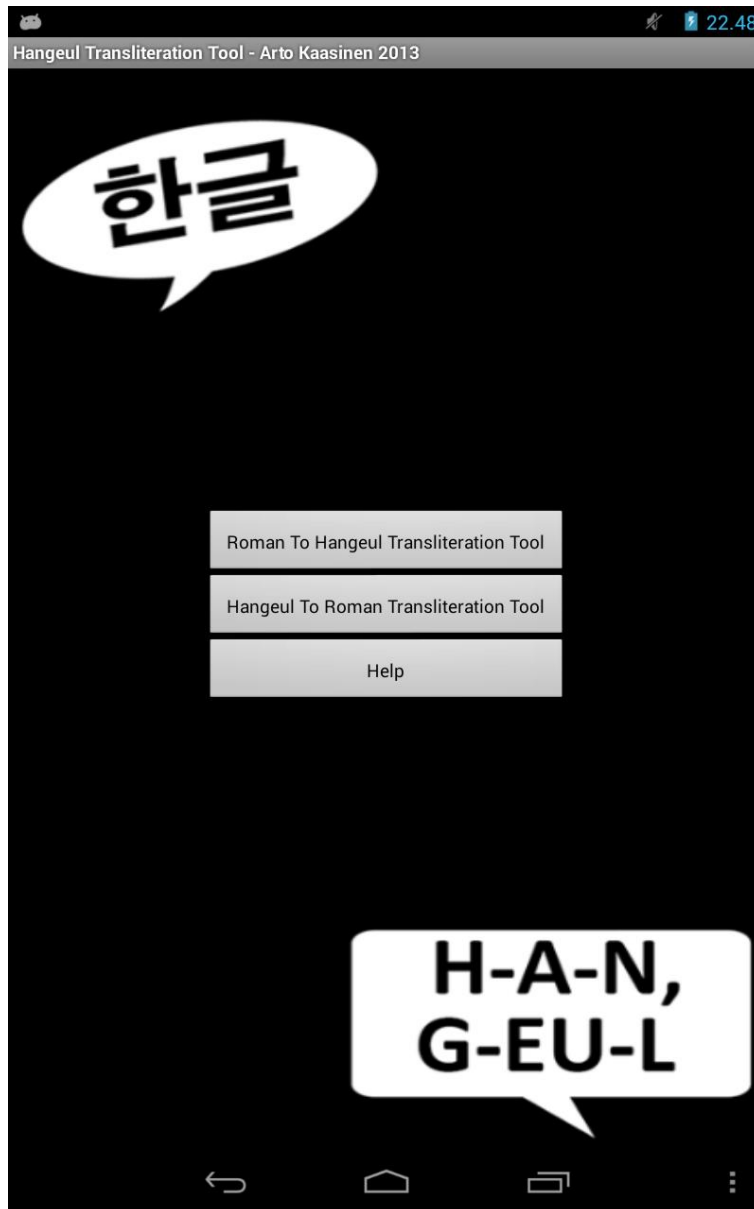 22.48
Hangeul Transliteration Tool - Arto Kaasinen 2013
한글
Roman To Hangeul Transliteration Tool
Hangeul To Roman Transliteration Tool
Help
H-A-N,
G-EU-L